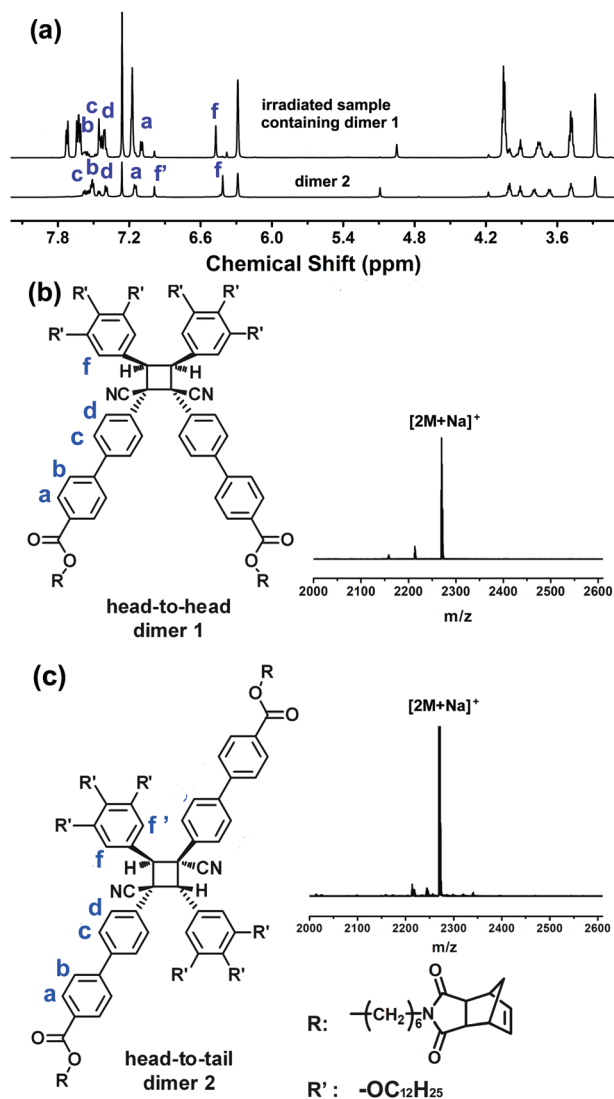 (a)
c d
b a f irradiated sample
containing dimer 1
c b d a f' f dimer 2
7.8 7.2 6.6 6.0 5.4 4.8 4.2 3.6
Chemical Shift (ppm)
(b)
R' R' R' R' R' R'
f H H
NC CN
d
c
b
a
O O O O
R R
head-to-head
dimer 1
[2M+Na]+
2000 2100 2200 2300 2400 2500 2600
m/z
(c)
R
O O
R' R' R' f '
f H CN
NC H
d
c R'
b R' R'
a
O O
R
head-to-tail
dimer 2
[2M+Na]+
2000 2100 2200 2300 2400 2500 2600
m/z
R: (CH2)6 N O O
R' : -OC12H25